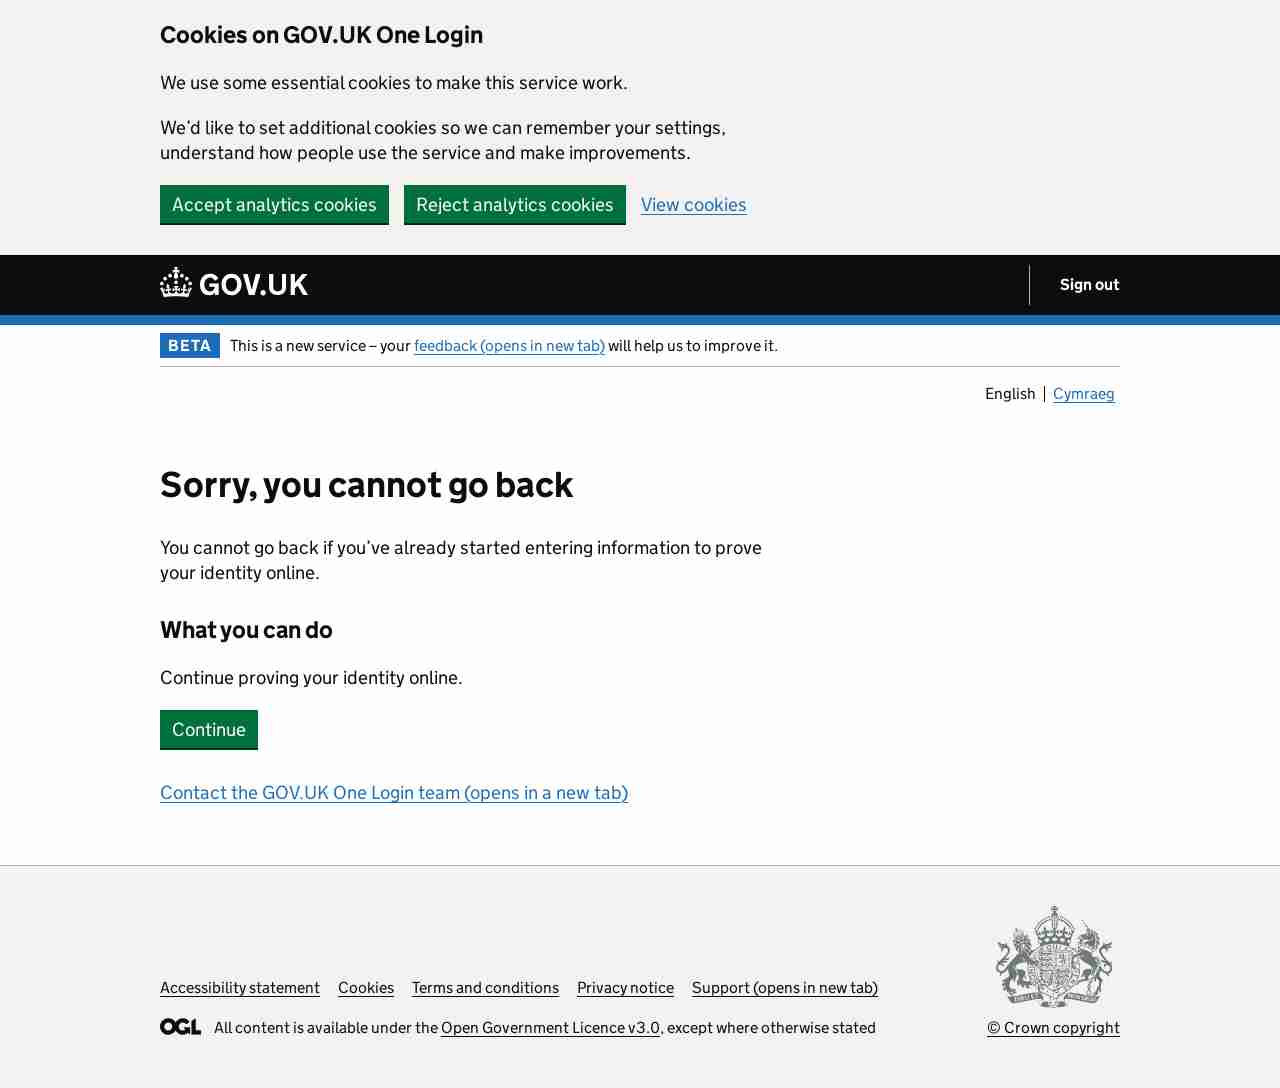 Cookies on GOV.UK One Login
We use some essential cookies to make this service work.
We’d like to set additional cookies so we can remember your settings,
understand how people use the service and make improvements.
Accept analytics cookies Reject analytics cookies View cookies
GOV.UK Sign out
BETA This is a new service – your feedback (opens in new tab) will help us to improve it.
English Cymraeg
Sorry, you cannot go back
You cannot go back if you’ve already started entering information to prove
your identity online.
What you can do
Continue proving your identity online.
Continue
Contact the GOV.UK One Login team (opens in a new tab)
Accessibility statement Cookies Terms and conditions Privacy notice Support (opens in new tab)
OGL All content is available under the Open Government Licence v3.0, except where otherwise stated
© Crown copyright